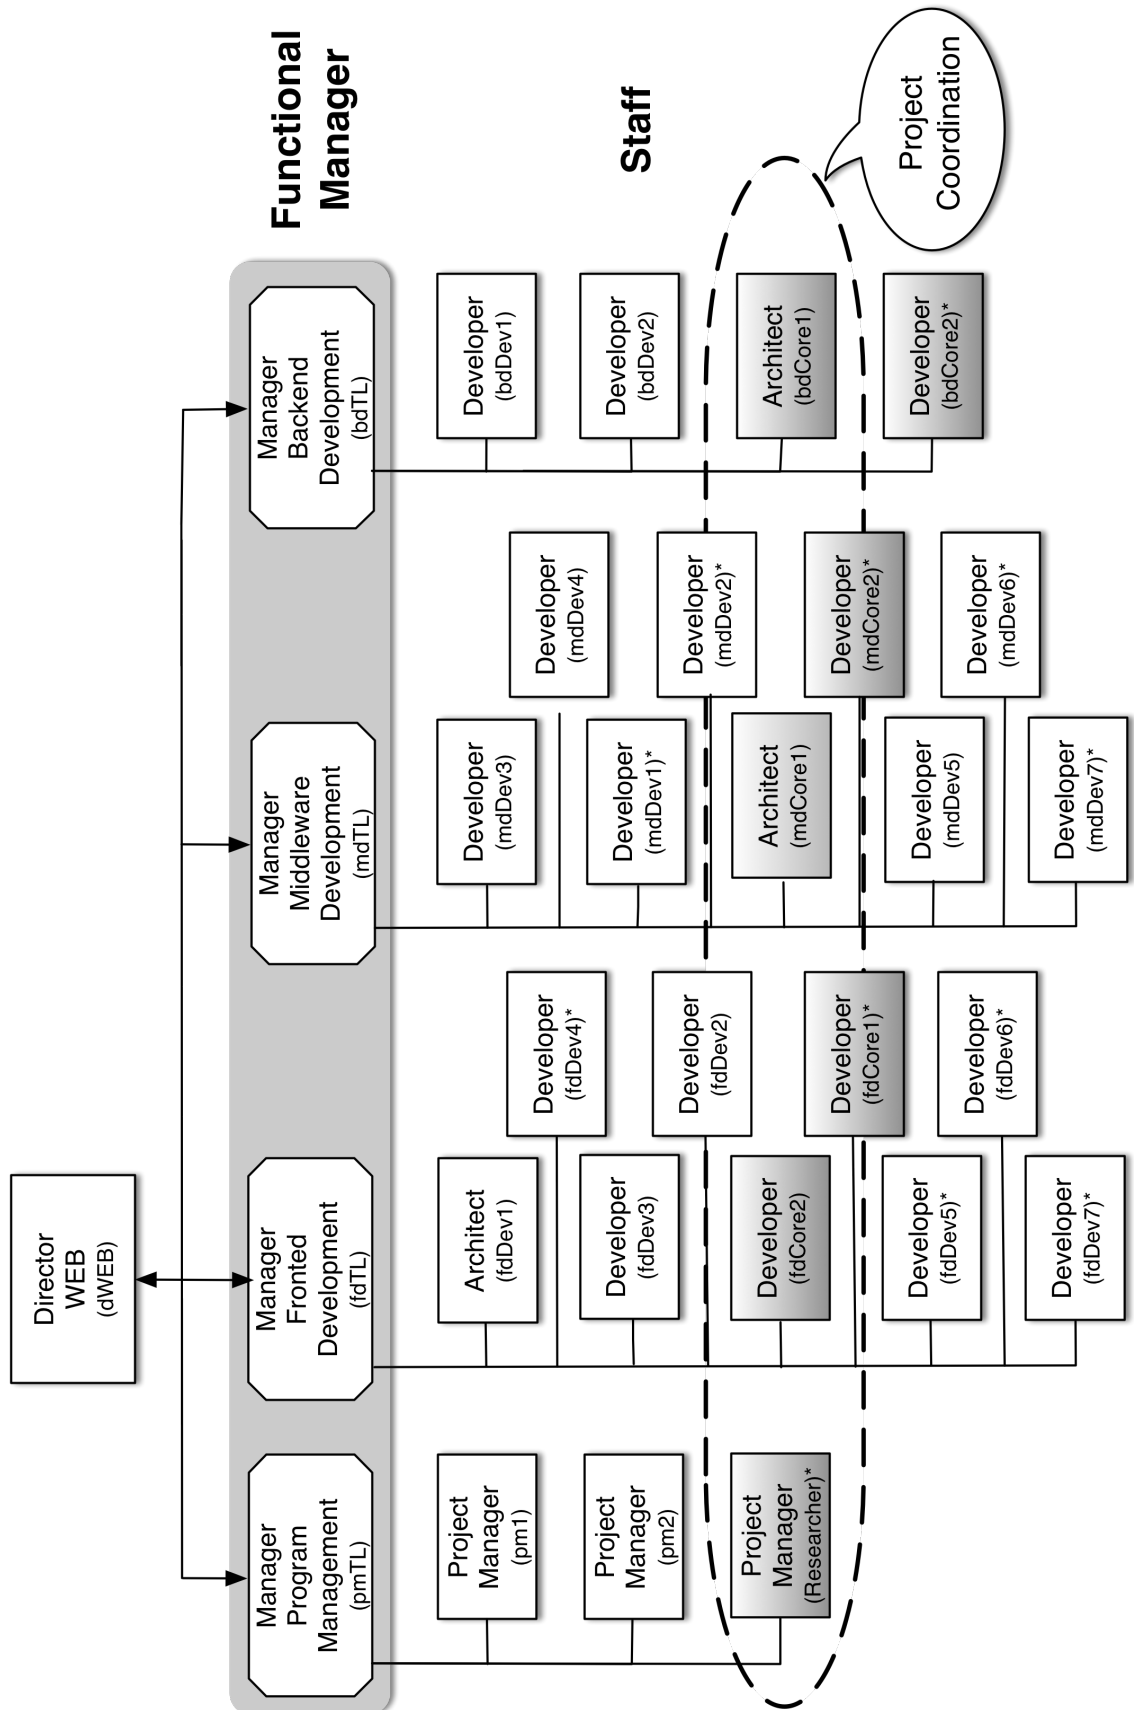 Director
WEB
(dWEB)
Functional
Manager
Manager
Program
Management
(pmTL)
Manager
Fronted
Development
(fdTL)
Manager
Middleware
Development
(mdTL)
Manager
Backend
Development
(bdTL)
Staff
Project
Manager
(pm1)
Project
Manager
(pm2)
Project
Manager
(Researcher)*
Architect
(fdDev1)
Developer
(fdDev4)*
Developer
(fdDev3)
Developer
(fdDev2)
Developer
(fdCore2)
Developer
(fdCore1)*
Developer
(fdDev5)*
Developer
(fdDev6)*
Developer
(fdDev7)*
Developer
(mdDev3)
Developer
(mdDev4)
Developer
(mdDev1)*
Developer
(mdDev2)*
Architect
(mdCore1)
Developer
(mdCore2)*
Developer
(mdDev5)
Developer
(mdDev6)*
Developer
(mdDev7)*
Developer
(bdDev1)
Developer
(bdDev2)
Architect
(bdCore1)
Developer
(bdCore2)*
Project
Coordination